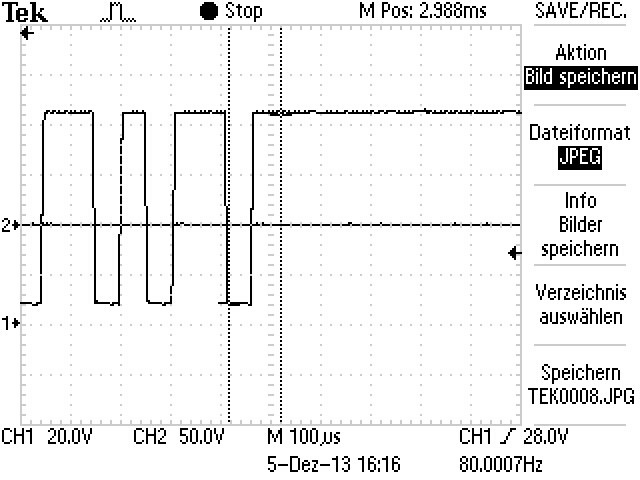 Tek
Stop
M Pos: 2.988ms
SAVE/REC.
Aktion
Bild speichern
Dateiformat
JPEG
Info
Bilder
speichern
Verzeichnis
auswählen
Speichern
TEK0008.JPG
2
1
CH1 20.0V
CH2 50.0V
M 100µs
CH1 / 28.0V
5-Dez-13 16:16
80.0007Hz